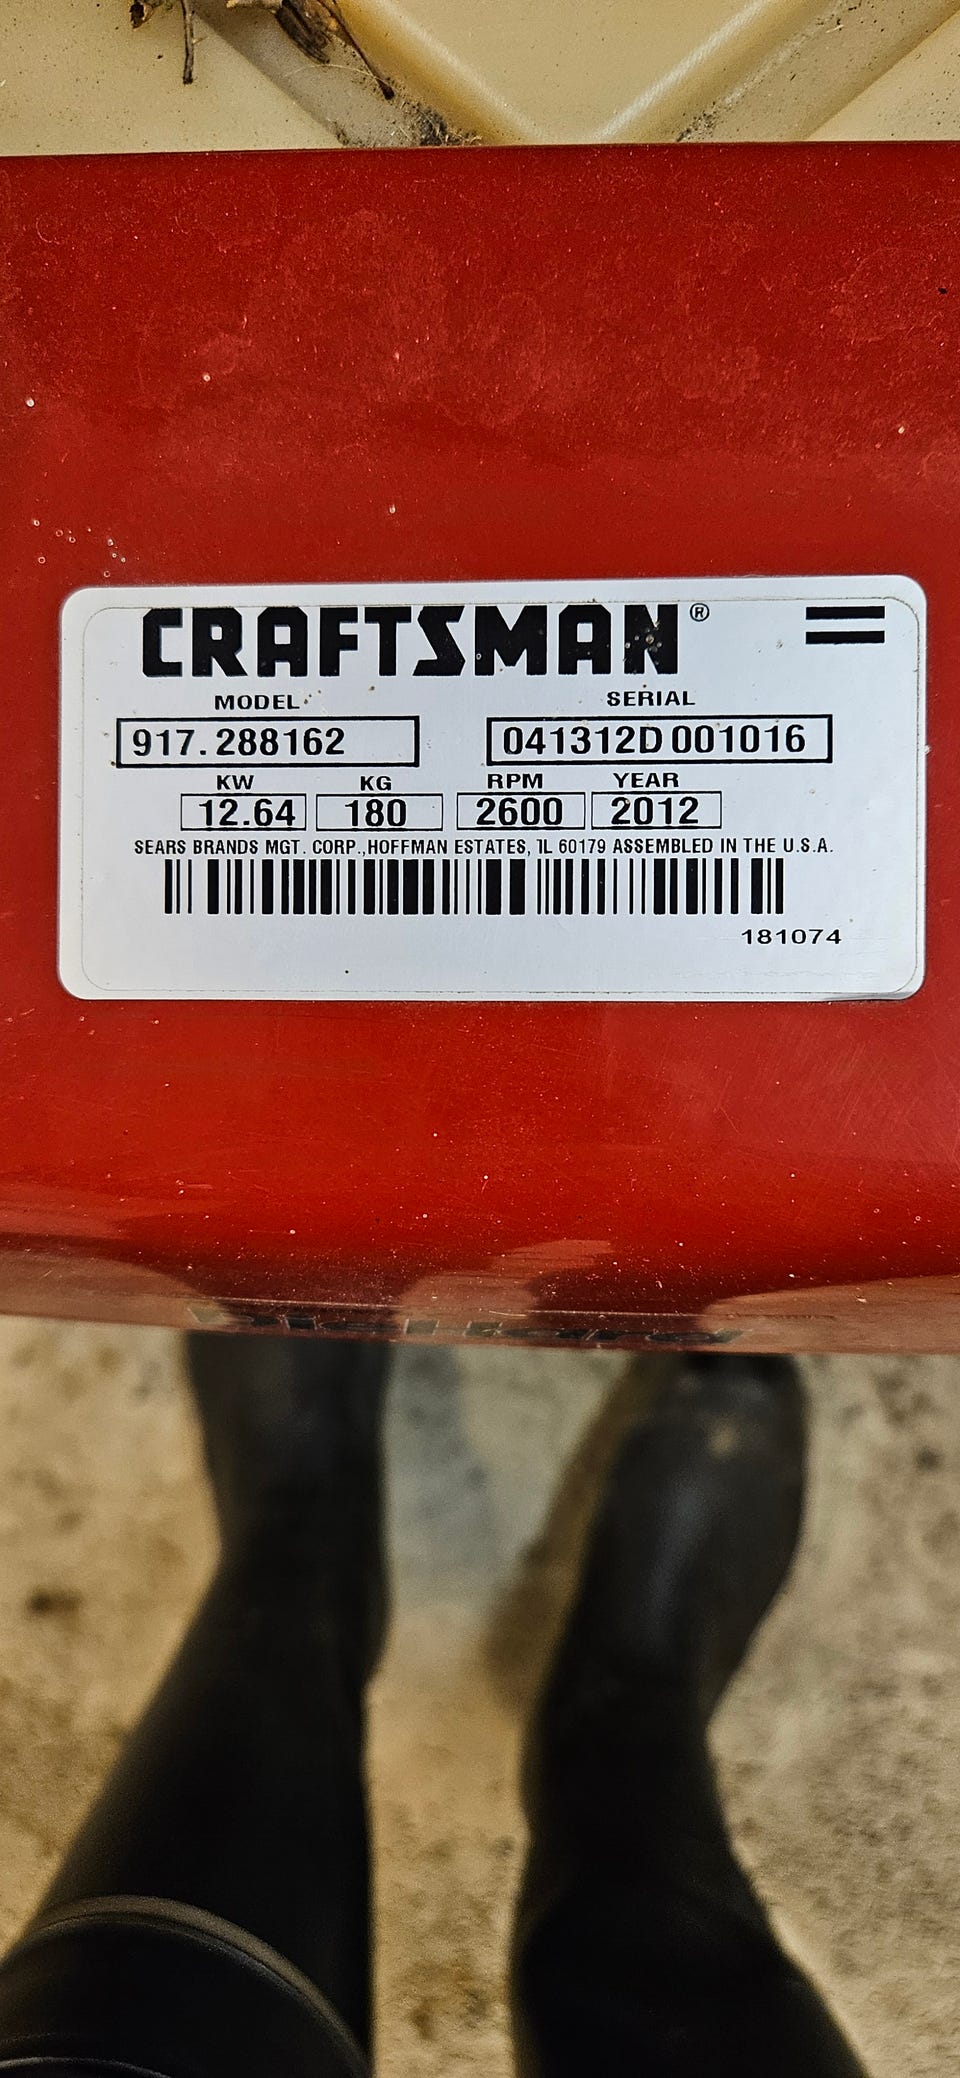 CRAFTSMAN®
MODEL SERIAL
917.288162 041312D 001016
KW KG RPM YEAR
12.64 180 2600 2012
SEARS BRANDS MGT. CORP., HOFFMAN ESTATES, IL 60179 ASSEMBLED IN THE U.S.A.
181074